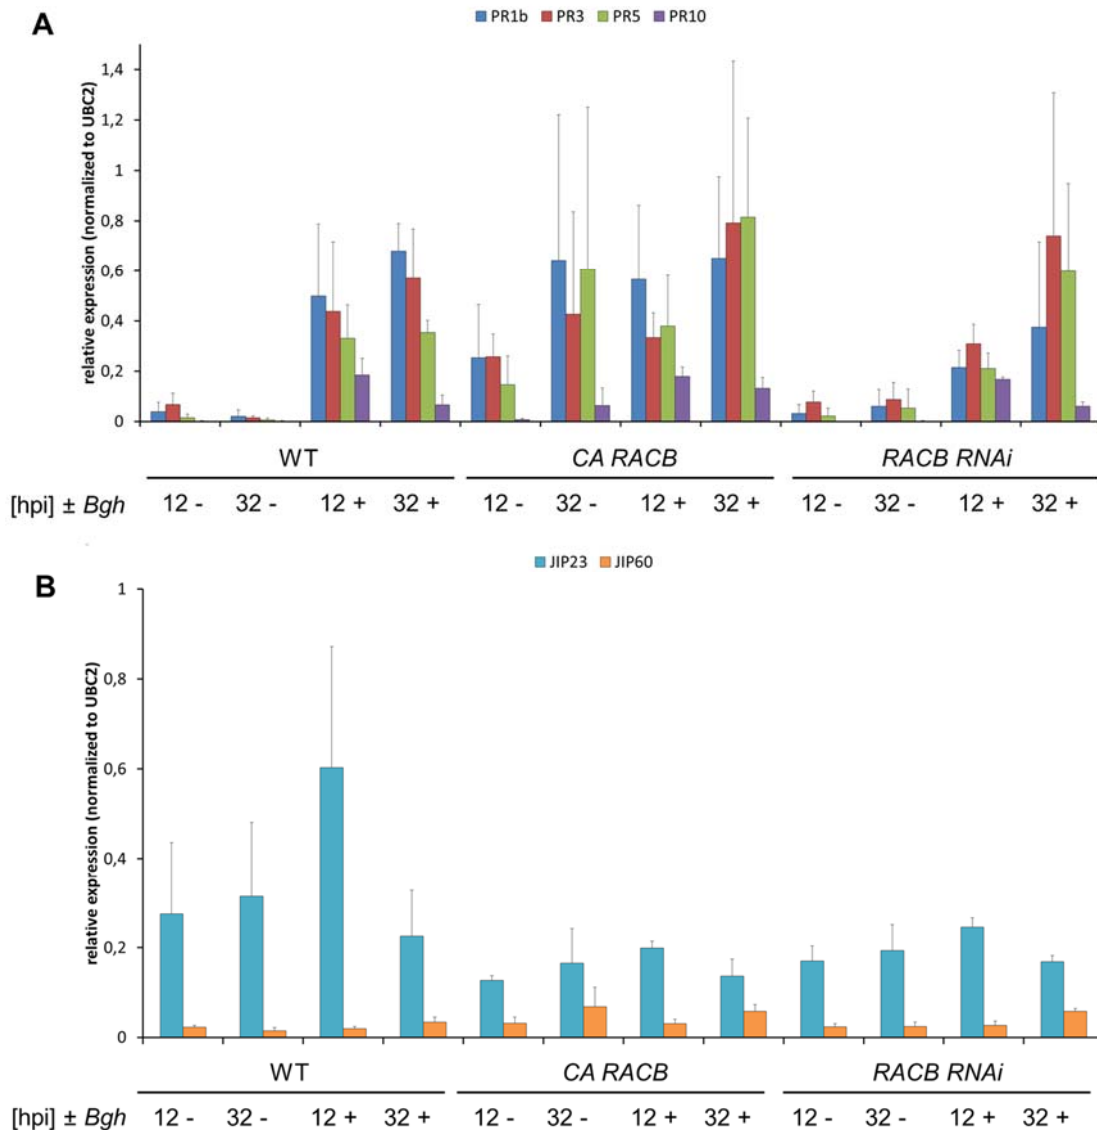 A
PR1b PR3 PR5 PR10
relative expression (normalized to UBC2)
1,4
1,2
1
0,8
0,6
0,4
0,2
0
WT CA RACB RACB RNAi
[hpi] ± Bgh 12 - 32 - 12 + 32 + 12 - 32 - 12 + 32 + 12 - 32 - 12 + 32 +
B
JIP23 JIP60
relative expression (normalized to UBC2)
1
0,8
0,6
0,4
0,2
0
WT CA RACB RACB RNAi
[hpi] ± Bgh 12 - 32 - 12 + 32 + 12 - 32 - 12 + 32 + 12 - 32 - 12 + 32 +